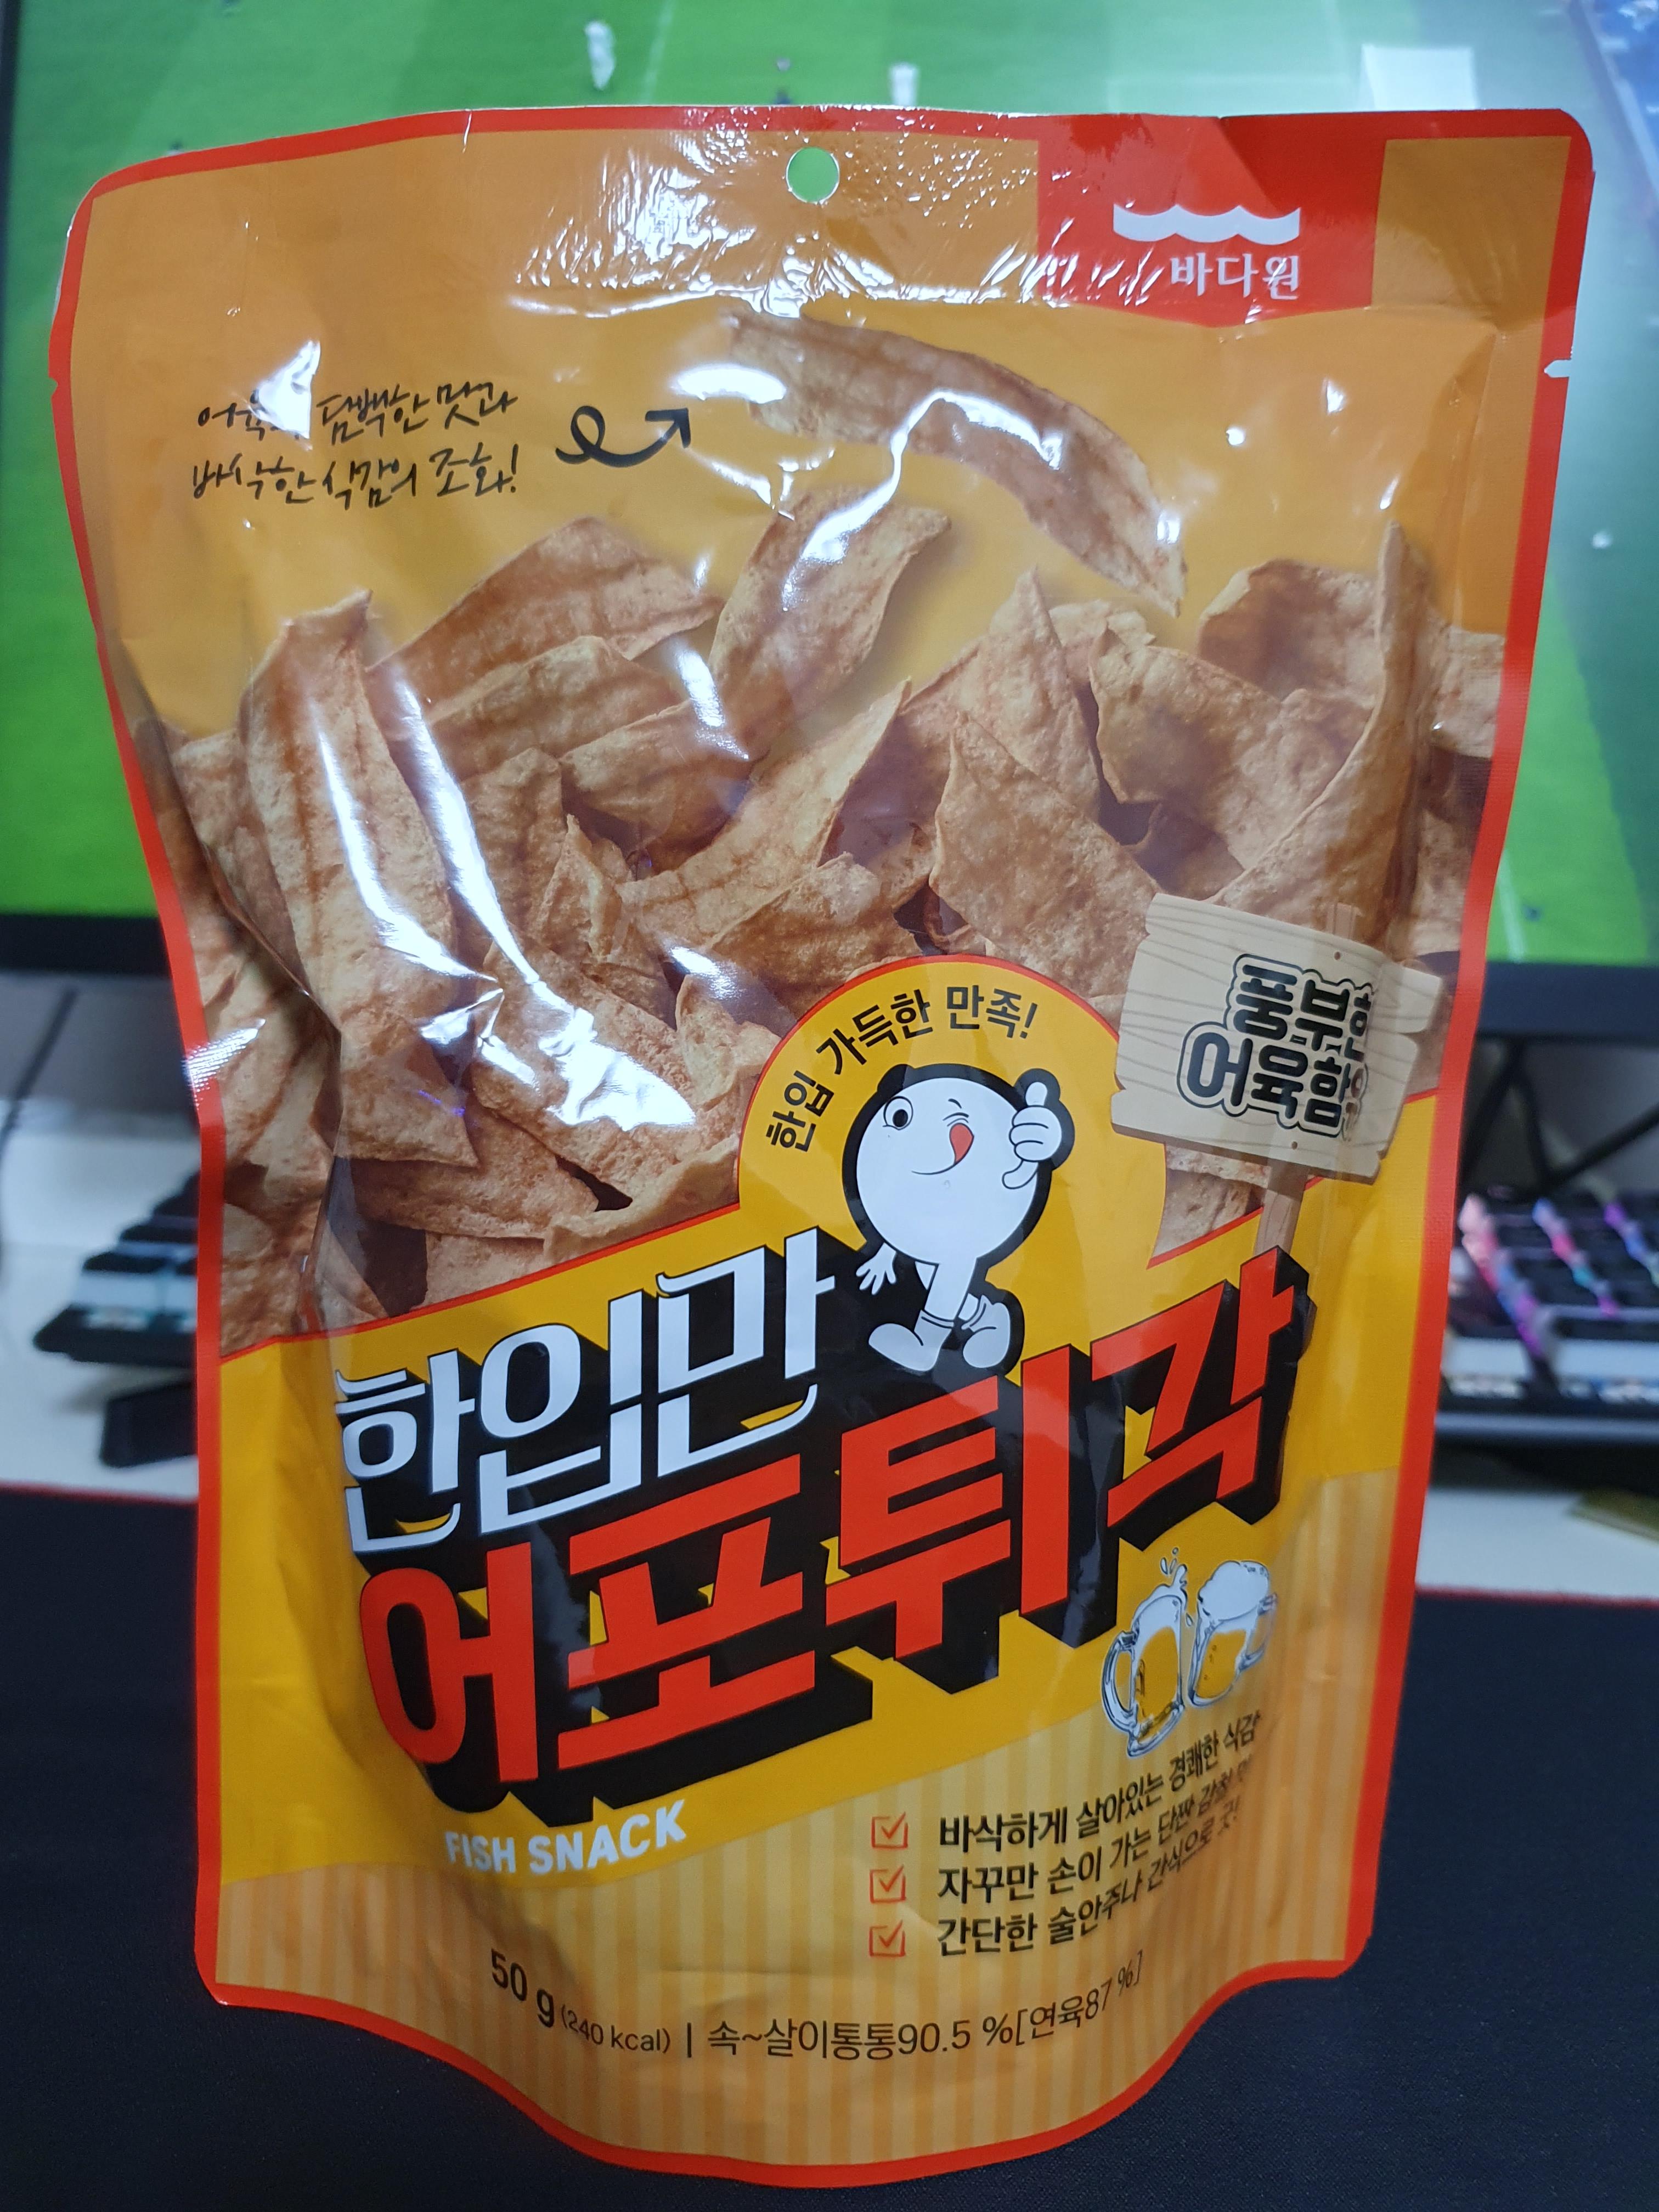 바다원
어육의 담백한 맛과
바삭한 식감의 조화!
한입 가득한 만족!
풍부한
어육함량
한입만
어포튀각
FISH SNACK
바삭하게 살아있는 경쾌한 식감
자꾸만 손이 가는 단짠 감칠맛
간단한 술안주나 간식으로 굿!
50 g (240 kcal) | 속~살이통통90.5 %[연육87 %]